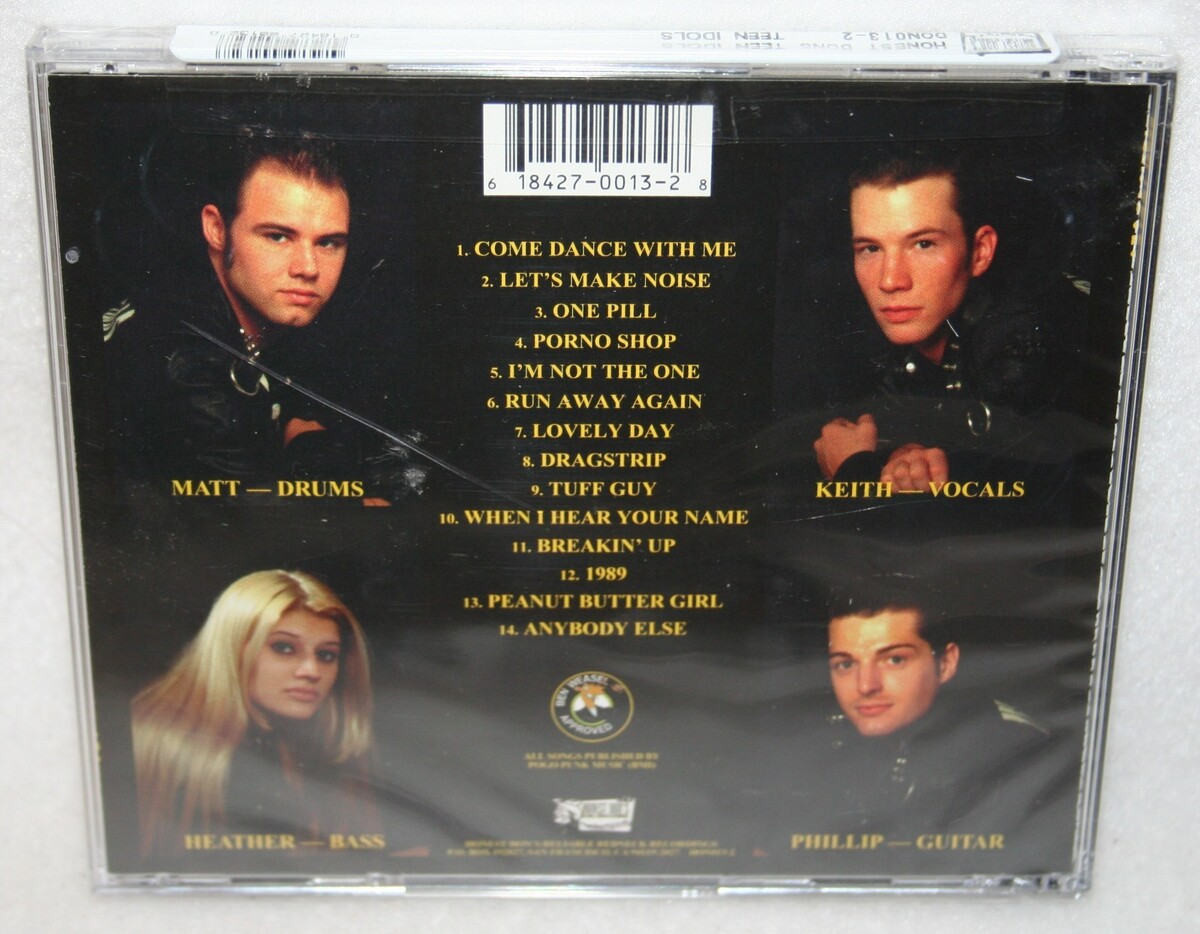 HONEST DONS TEEN IDOLS
DON013-2 TEEN IDOLS
6 18427-0013-2 8
1. COME DANCE WITH ME
2. LET'S MAKE NOISE
3. ONE PILL
4. PORNO SHOP
5. I'M NOT THE ONE
6. RUN AWAY AGAIN
7. LOVELY DAY
8. DRAGSTRIP
9. TUFF GUY
10. WHEN I HEAR YOUR NAME
11. BREAKIN' UP
12. 1989
13. PEANUT BUTTER GIRL
14. ANYBODY ELSE
MATT — DRUMS
KEITH — VOCALS
HEATHER — BASS
PHILLIP — GUITAR
BEN WEASEL
APPROVED
ALL SONGS PUBLISHED BY
POGO PUNK MUSIC (BMI)